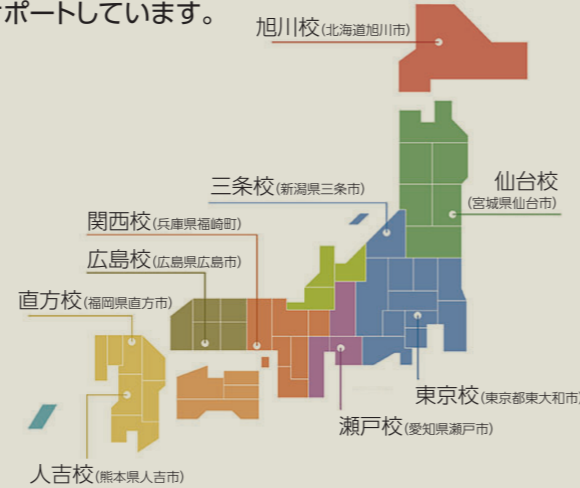 ポートしています。
旭川校(北海道旭川市)
仙台校
(宮城県仙台市)
三条校(新潟県三条市)
関西校(兵庫県福崎町)
広島校(広島県広島市)
直方校(福岡県直方市)
東京校(東京都東大和市)
瀬戸校(愛知県瀬戸市)
人吉校(熊本県人吉市)